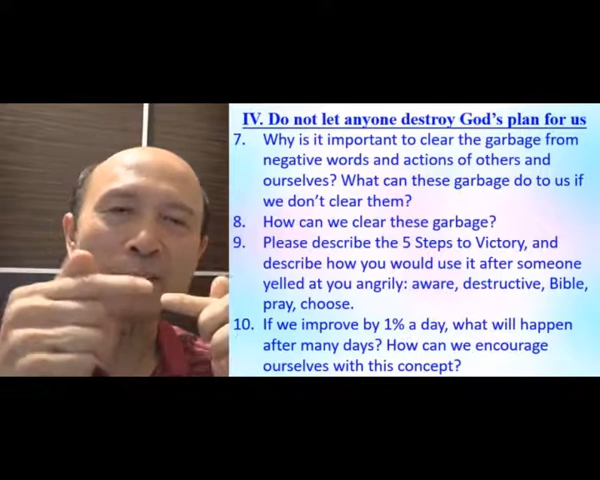 IV. Do not let anyone destroy God's plan for us
7. Why is it important to clear the garbage from
negative words and actions of others and
ourselves? What can these garbage do to us if
we don't clear them?
8. How can we clear these garbage?
9. Please describe the 5 Steps to Victory, and
describe how you would use it after someone
yelled at you angrily: aware, destructive, Bible,
pray, choose.
10. If we improve by 1% a day, what will happen
after many days? How can we encourage
ourselves with this concept?